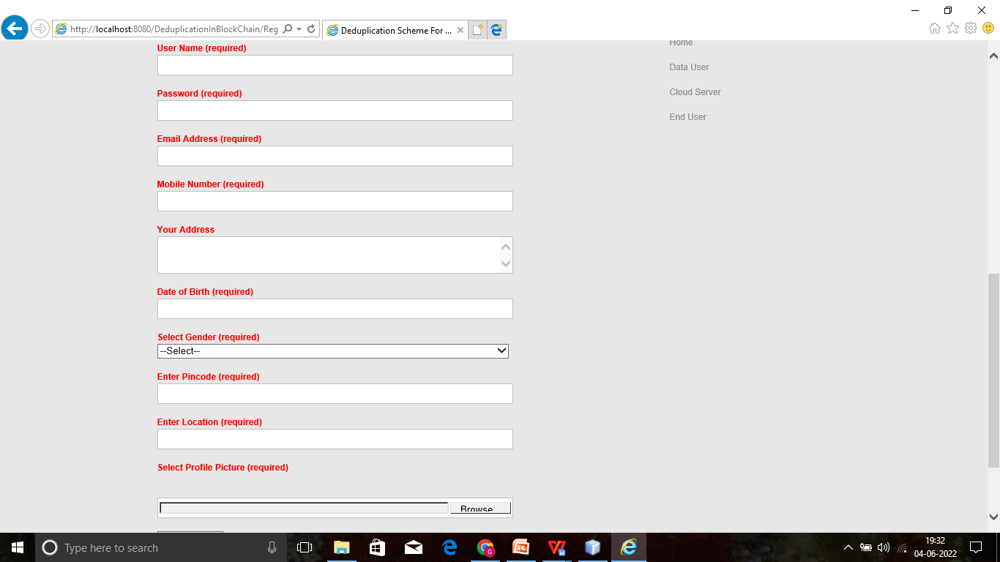 http://localhost:8080/DeduplicationInBlockChain/Reg
Deduplication Scheme For ...
User Name (required)
Password (required)
Email Address (required)
Mobile Number (required)
Your Address
Date of Birth (required)
Select Gender (required)
--Select--
Enter Pincode (required)
Enter Location (required)
Select Profile Picture (required)
Browse...
Home
Data User
Cloud Server
End User
Type here to search
19:32
04-06-2022